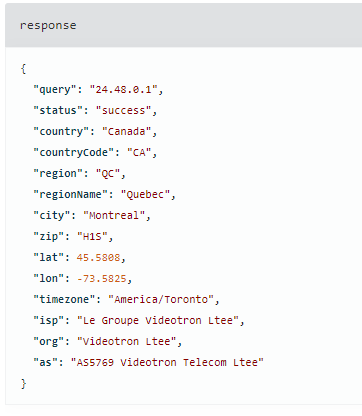 response
{
"query": "24.48.0.1",
"status": "success",
"country": "Canada",
"countryCode": "CA",
"region": "QC",
"regionName": "Quebec",
"city": "Montreal",
"zip": "H1S",
"lat": 45.5808,
"lon": -73.5825,
"timezone": "America/Toronto",
"isp": "Le Groupe Videotron Ltee",
"org": "Videotron Ltee",
"as": "AS5769 Videotron Telecom Ltee"
}